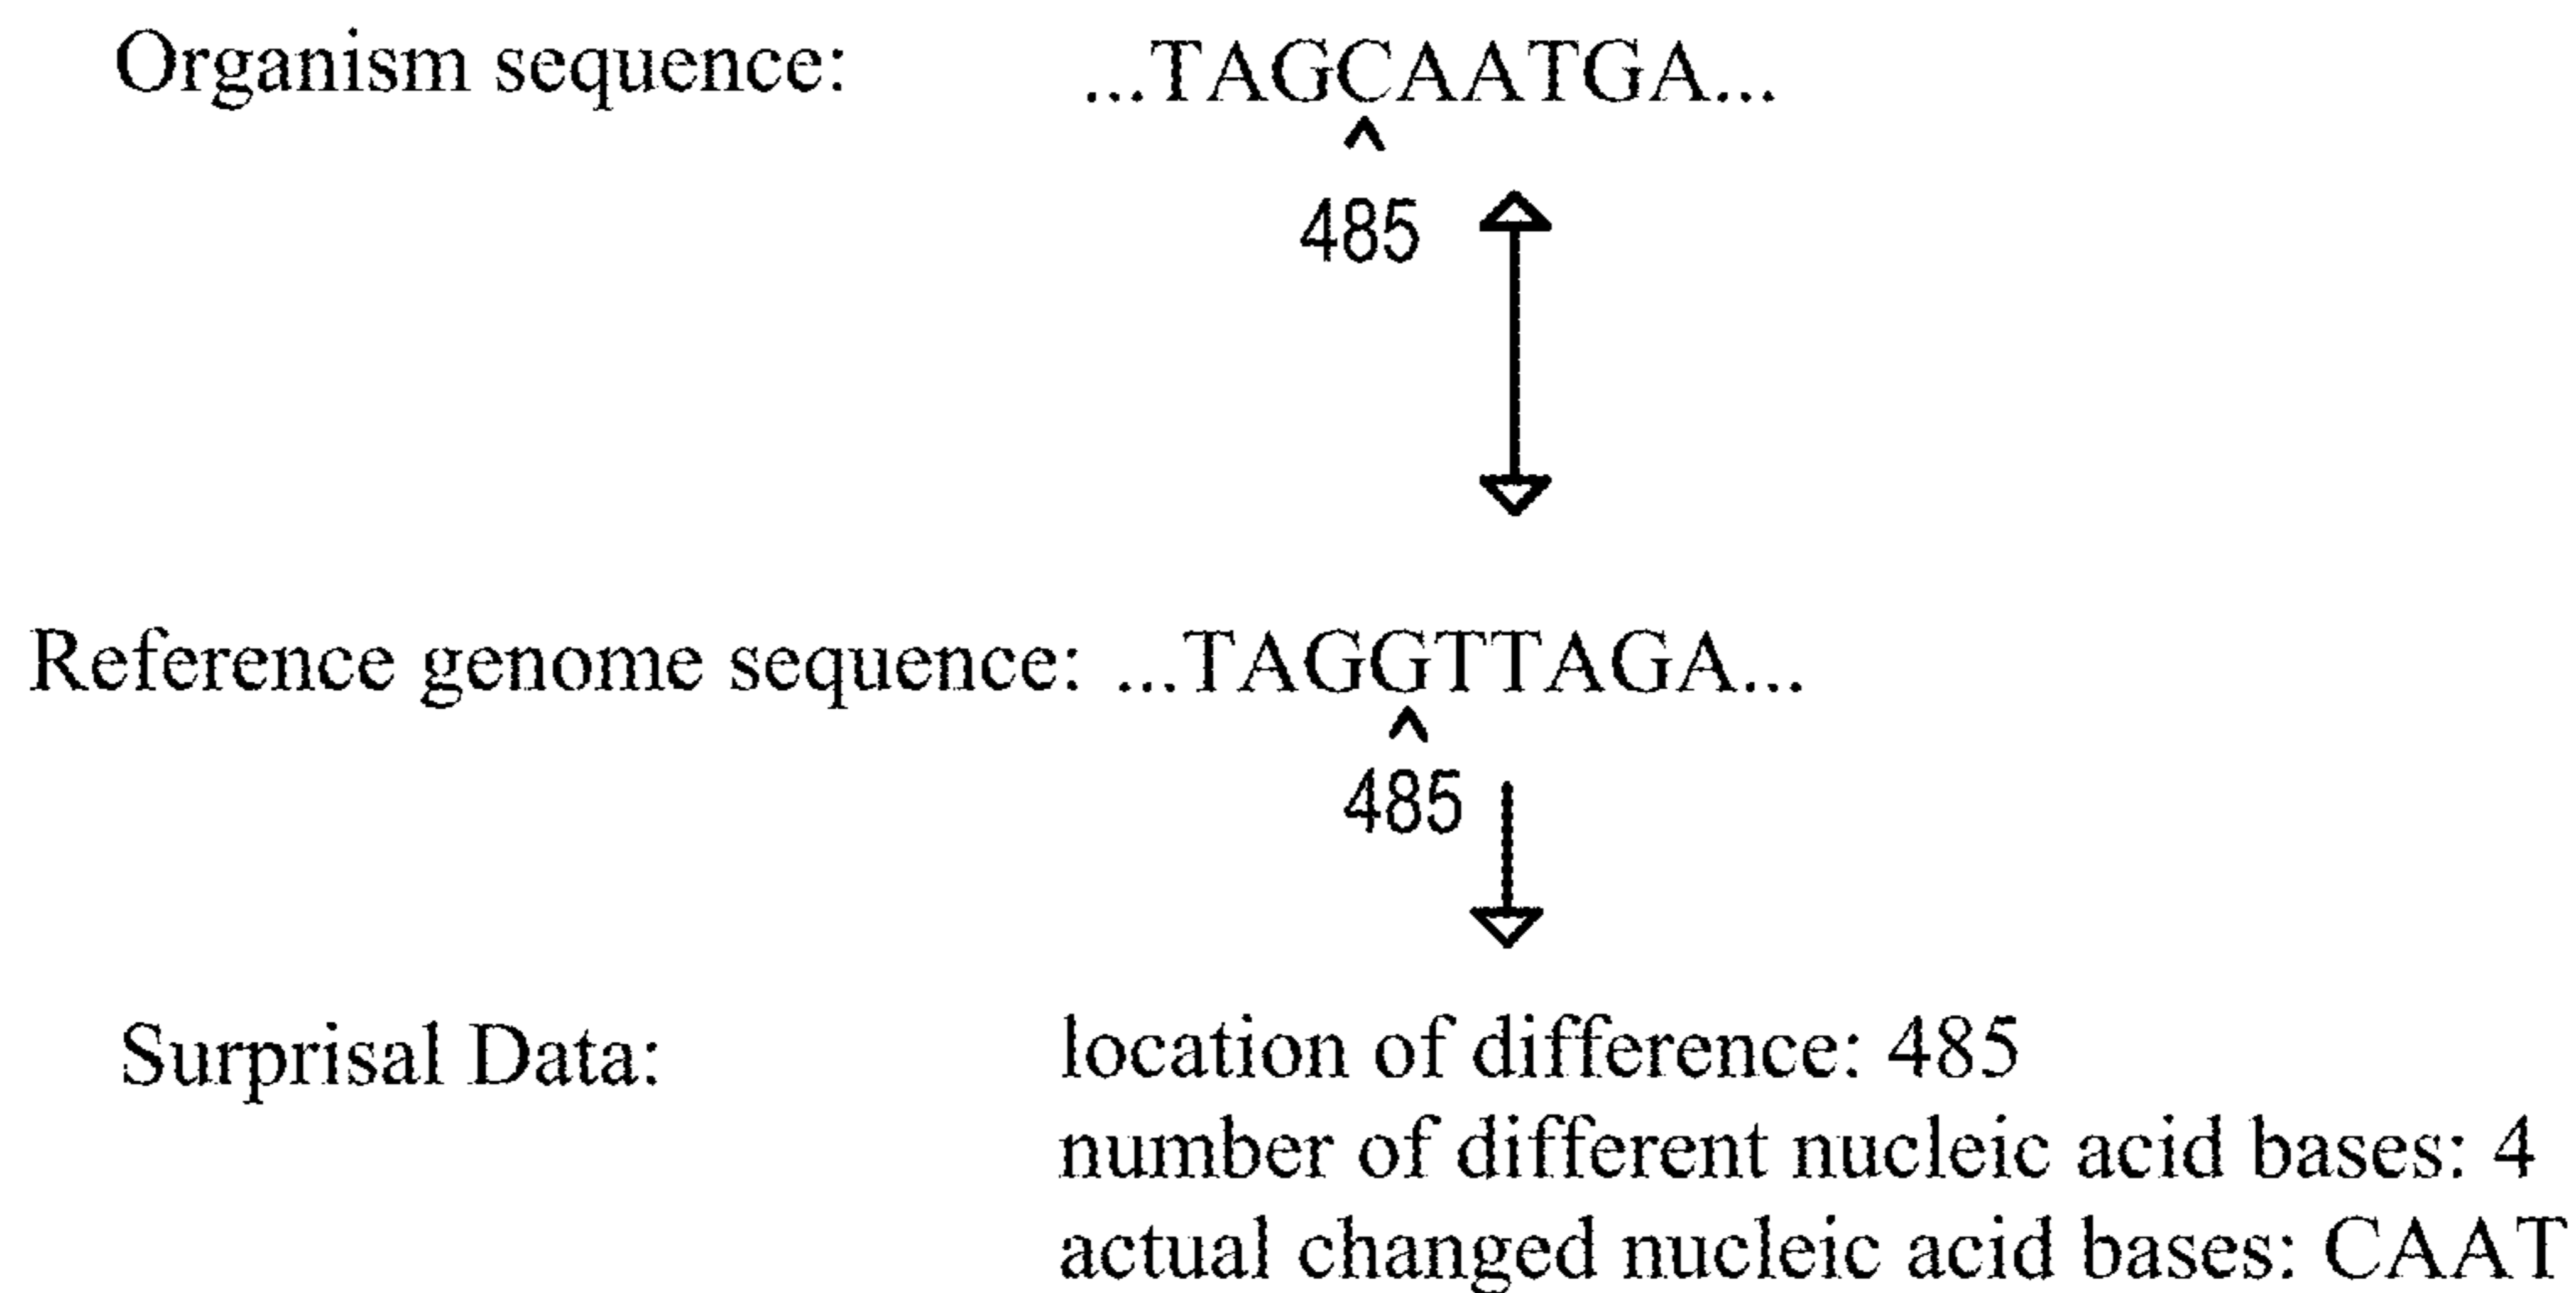 Organism sequence: ...TAGCAATGA...
^
485
Reference genome sequence: ...TAGGTTAGA...
^
485
Surprisal Data: location of difference: 485
number of different nucleic acid bases: 4
actual changed nucleic acid bases: CAAT